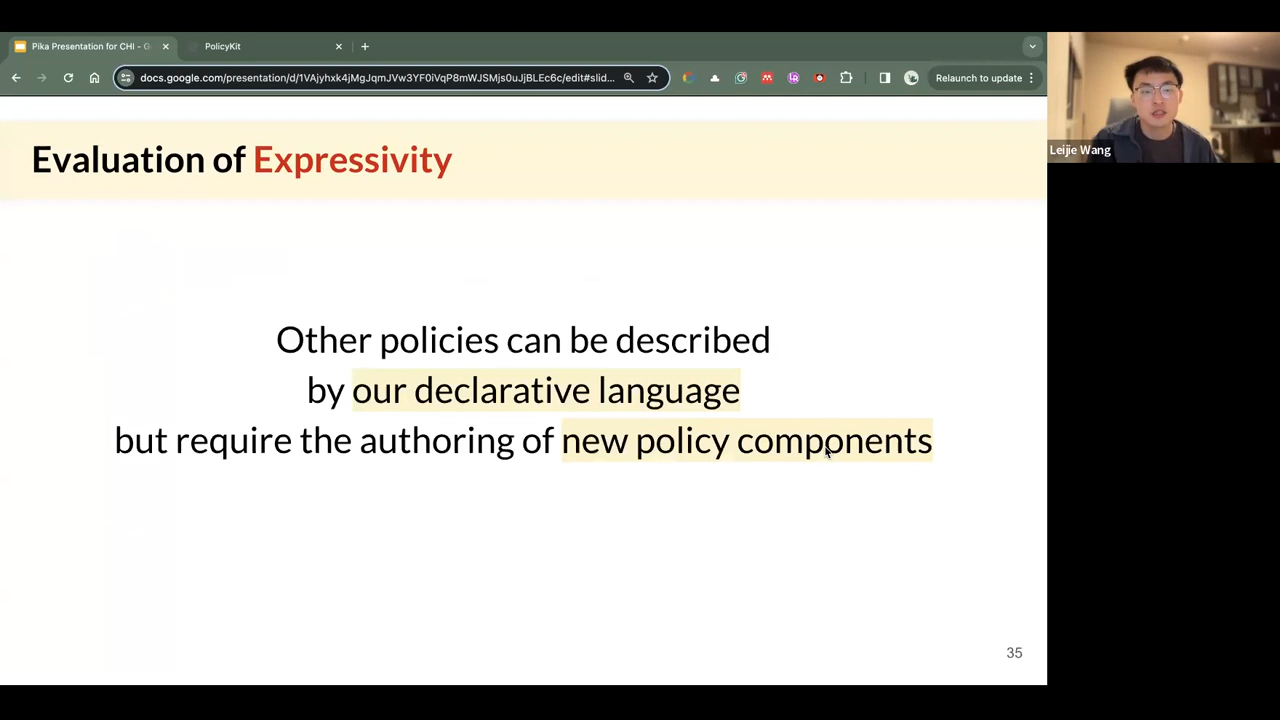 Pika Presentation for CHI - G
PolicyKit
docs.google.com/presentation/d/1VAjyhxk4jMgJqmJVw3YF0iVqP8mWJSMjs0uJjBLEc6c/edit#slid...
Relaunch to update
Evaluation of Expressivity
Leijie Wang
Other policies can be described
by our declarative language
but require the authoring of new policy components
35